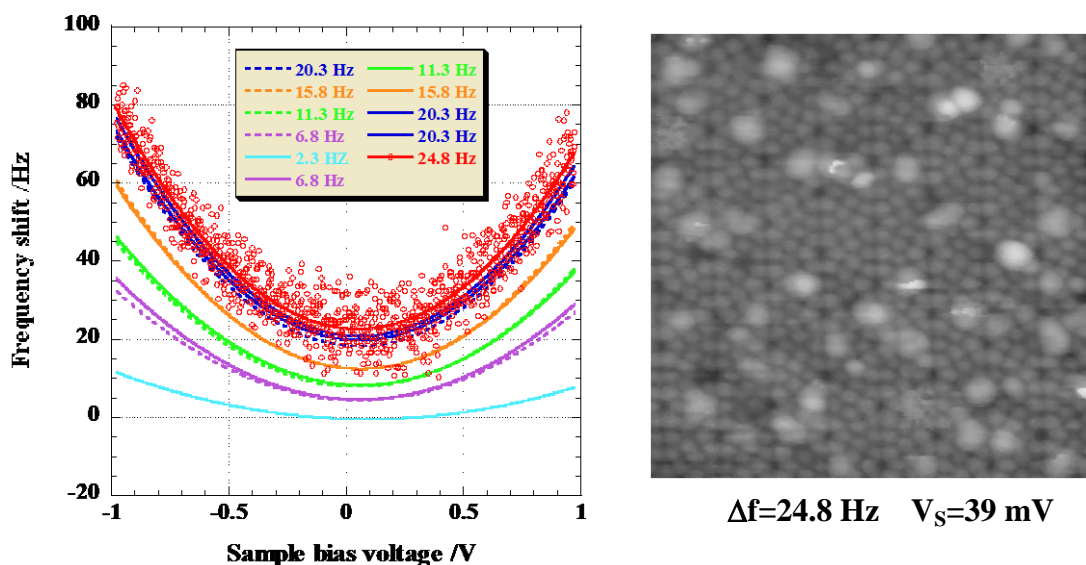 100
80
60
40
20
0
-20
Frequency shift /Hz
20.3 Hz 11.3 Hz
15.8 Hz 15.8 Hz
11.3 Hz 20.3 Hz
6.8 Hz 20.3 Hz
2.3 HZ 24.8 Hz
6.8 Hz
-1 -0.5 0 0.5 1
Sample bias voltage /V
Δf=24.8 Hz VS=39 mV